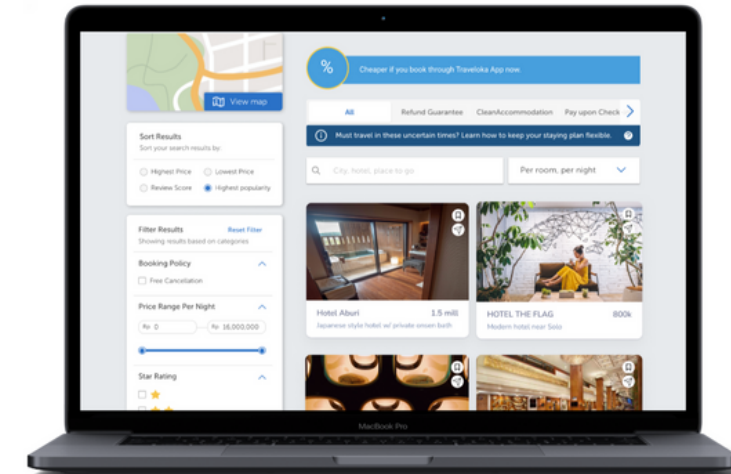 View map
Sort Results
Sort your search results by:
Highest Price
Lowest Price
Review Score
Highest popularity
Filter Results
Reset Filter
Showing results based on categories
Booking Policy
Free Cancellation
Price Range Per Night
Rp 0
Rp 16,000,000
Star Rating
%
Cheaper if you book through Traveloka App now.
All
Refund Guarantee
CleanAccommodation
Pay upon Check
Must travel in these uncertain times? Learn how to keep your staying plan flexible.
?
City, hotel, place to go
Per room, per night
Hotel Aburi
1.5 mill
Japanese style hotel w/ private onsen bath
HOTEL THE FLAG
800k
Modern hotel near Solo
MacBook Pro